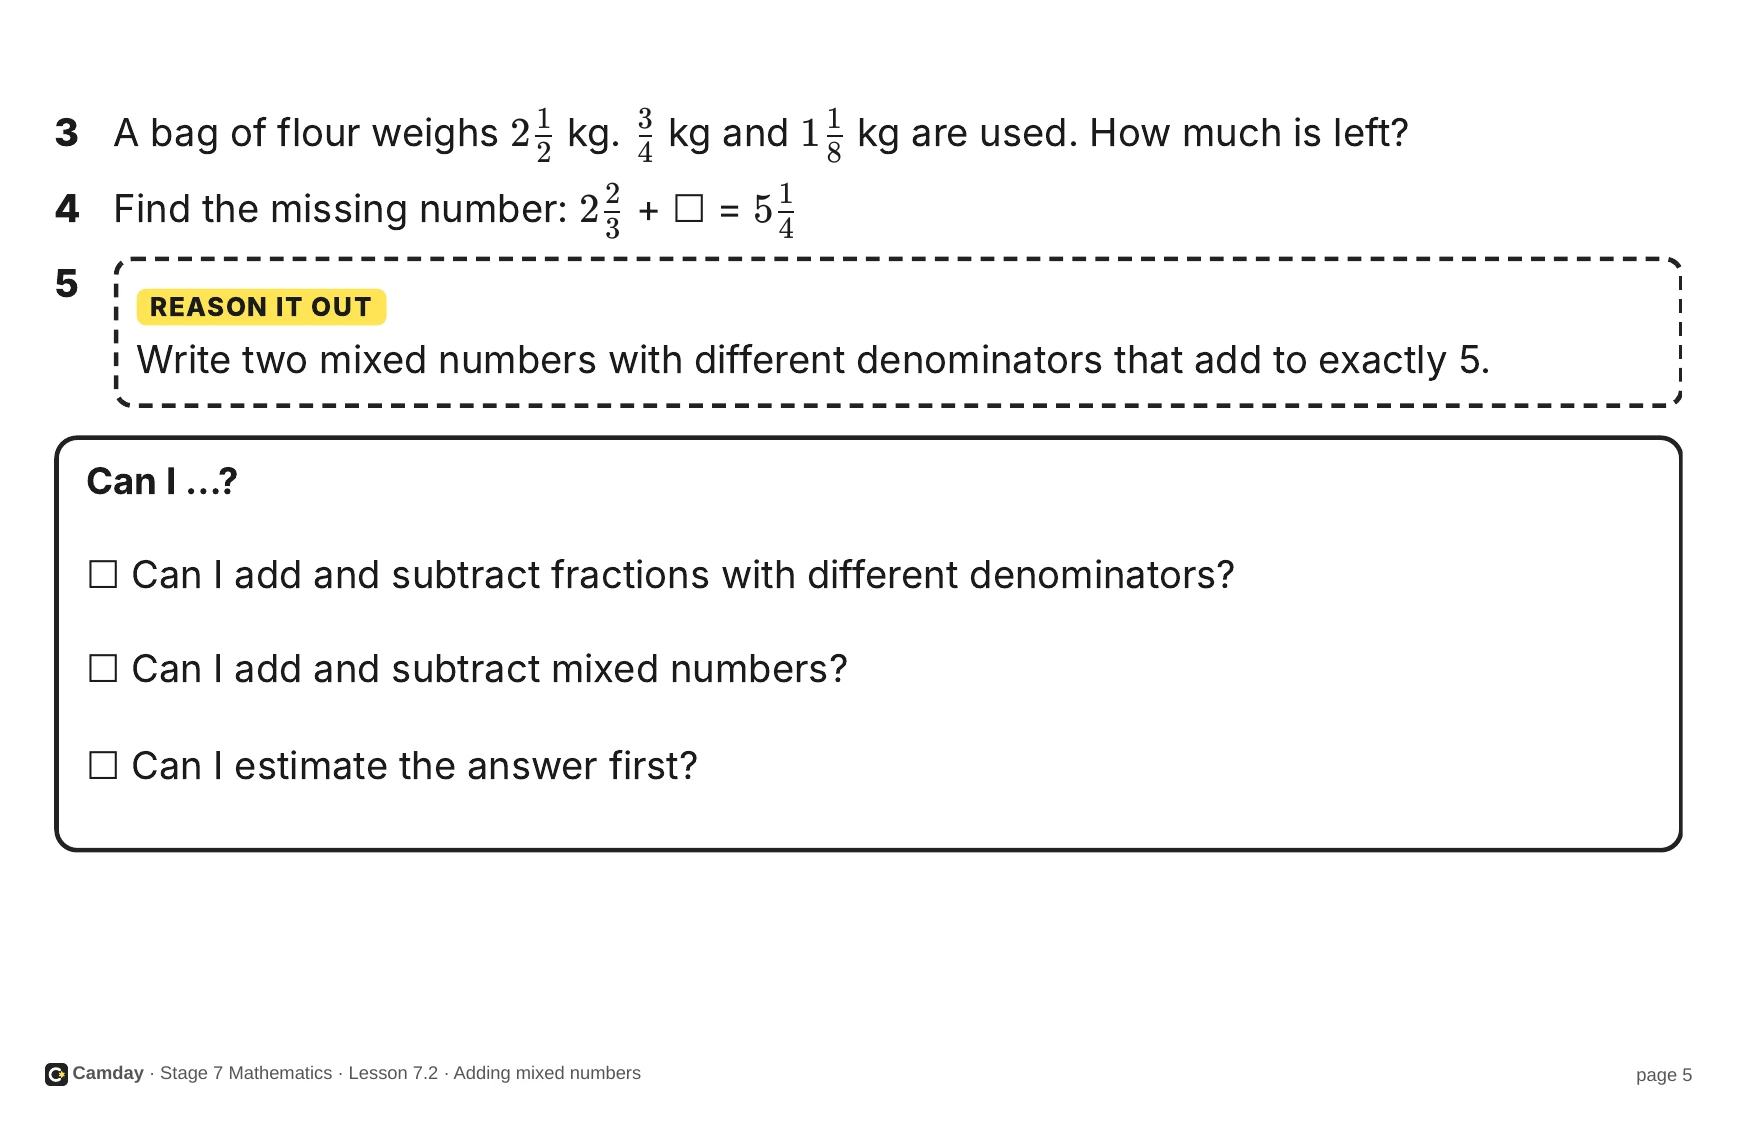 3 A bag of flour weighs 2 1/2 kg. 3/4 kg and 1 1/8 kg are used. How much is left?
4 Find the missing number: 2 2/3 + □ = 5 1/4
5
REASON IT OUT
Write two mixed numbers with different denominators that add to exactly 5.
Can I ...?
☐ Can I add and subtract fractions with different denominators?
☐ Can I add and subtract mixed numbers?
☐ Can I estimate the answer first?
Camday · Stage 7 Mathematics · Lesson 7.2 · Adding mixed numbers
page 5